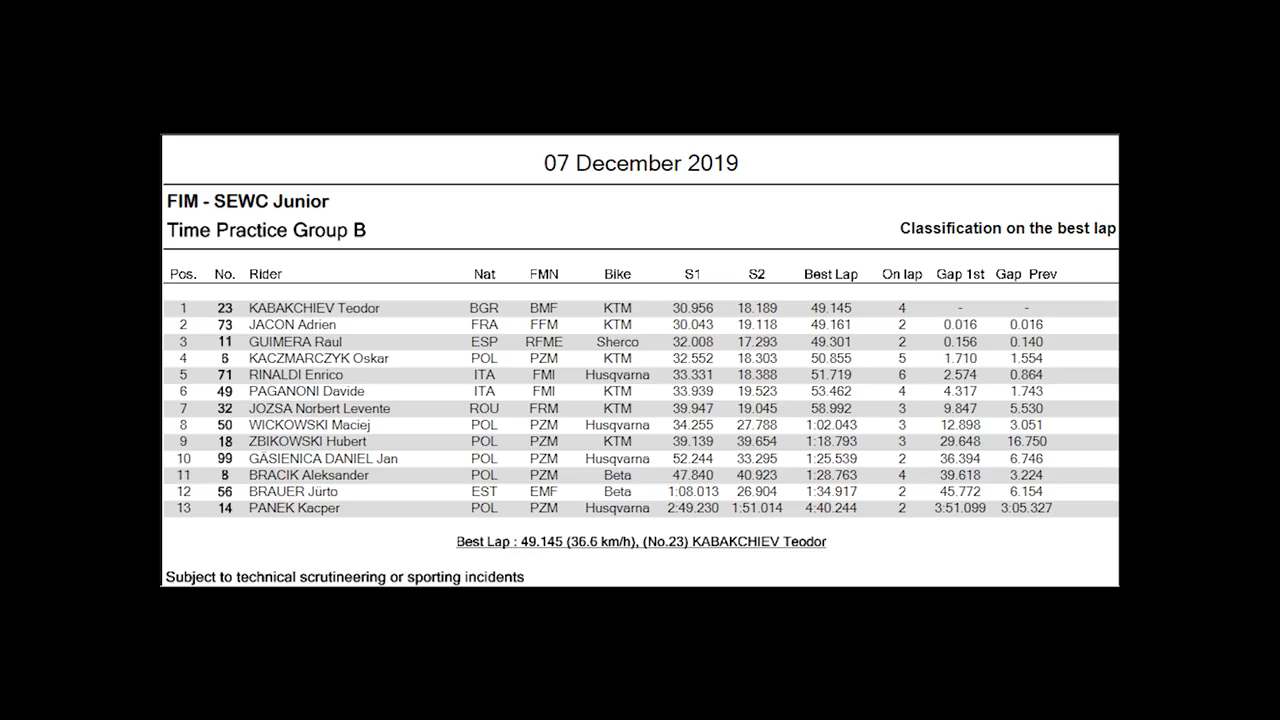 07 December 2019
FIM - SEWC Junior
Time Practice Group B
Classification on the best lap
Pos. No. Rider Nat FMN Bike S1 S2 Best Lap On lap Gap 1st Gap Prev
1 23 KABAKCHIEV Teodor BGR BMF KTM 30.956 18.189 49.145 4 - -
2 73 JACON Adrien FRA FFM KTM 30.043 19.118 49.161 2 0.016 0.016
3 11 GUIMERA Raul ESP RFME Sherco 32.008 17.293 49.301 2 0.156 0.140
4 6 KACZMARCZYK Oskar POL PZM KTM 32.552 18.303 50.855 5 1.710 1.554
5 71 RINALDI Enrico ITA FMI Husqvarna 33.331 18.388 51.719 6 2.574 0.864
6 49 PAGANONI Davide ITA FMI KTM 33.939 19.523 53.462 4 4.317 1.743
7 32 JOZSA Norbert Levente ROU FRM KTM 39.947 19.045 58.992 3 9.847 5.530
8 50 WICKOWSKI Maciej POL PZM Husqvarna 34.255 27.788 1:02.043 3 12.898 3.051
9 18 ZBIKOWSKI Hubert POL PZM KTM 39.139 39.654 1:18.793 3 29.648 16.750
10 99 GĄSIENICA DANIEL Jan POL PZM Husqvarna 52.244 33.295 1:25.539 2 36.394 6.746
11 8 BRACIK Aleksander POL PZM Beta 47.840 40.923 1:28.763 4 39.618 3.224
12 56 BRAUER Jürto EST EMF Beta 1:08.013 26.904 1:34.917 2 45.772 6.154
13 14 PANEK Kacper POL PZM Husqvarna 2:49.230 1:51.014 4:40.244 2 3:51.099 3:05.327
Best Lap : 49.145 (36.6 km/h), (No.23) KABAKCHIEV Teodor
Subject to technical scrutineering or sporting incidents